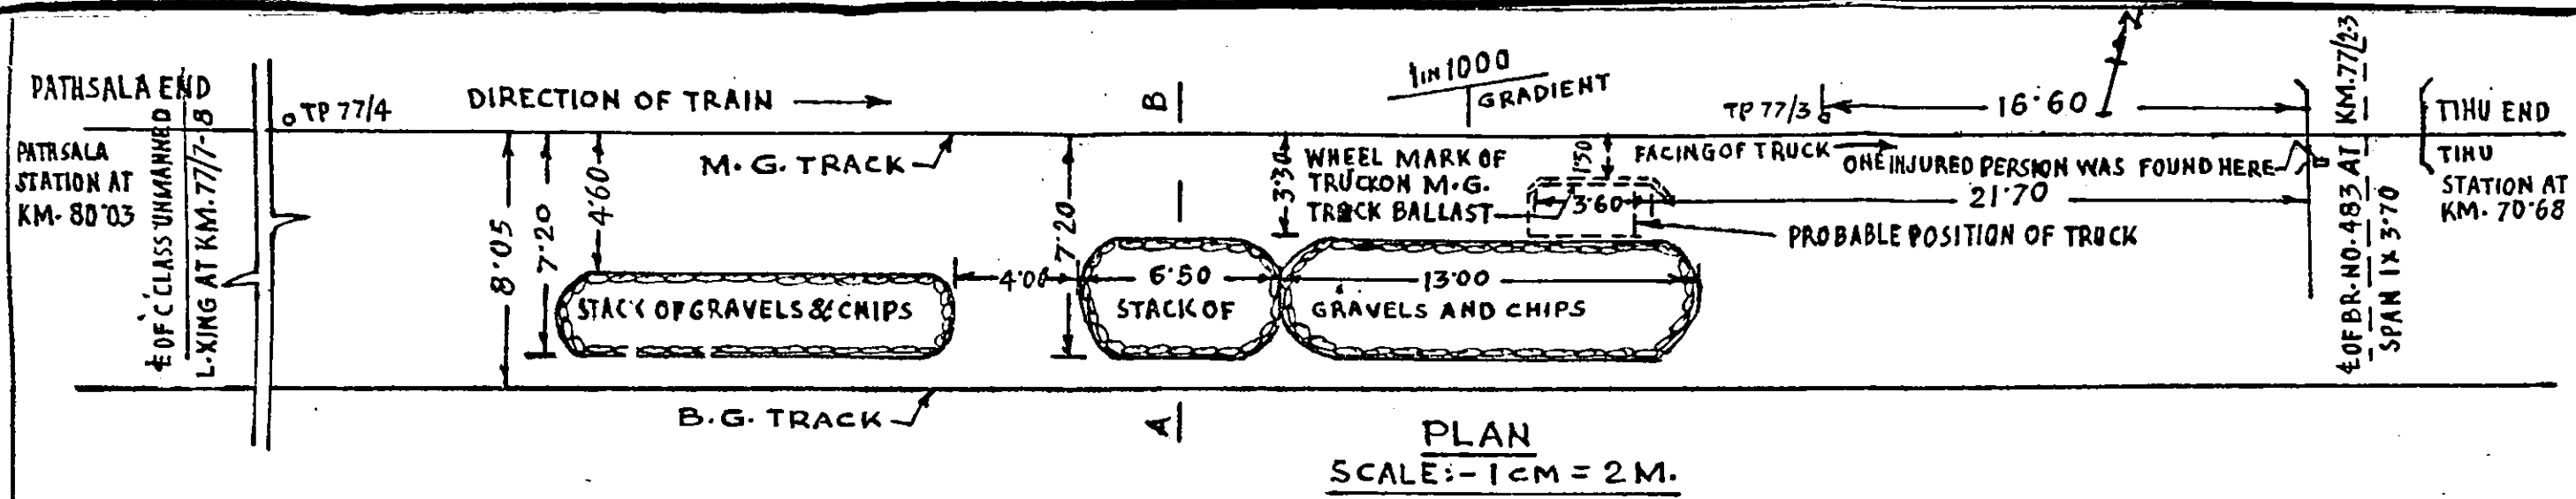 PATHSALA END
PATHSALA
STATION AT
KM. 80.03
℄ OF 'C' CLASS UNMANNED
L.XING AT KM.77/7-8
TP 77/4
DIRECTION OF TRAIN
M.G. TRACK
8.05
7.20
4.60
STACK OF GRAVELS & CHIPS
4.00
7.20
B
A
6.50
STACK OF
13.00
GRAVELS AND CHIPS
3.30
1 IN 1000
GRADIENT
WHEEL MARK OF
TRUCK ON M.G.
TRACK BALLAST
1.50
3.60
FACING OF TRUCK
PROBABLE POSITION OF TRUCK
TP 77/3
16.60
N
ONE INJURED PERSION WAS FOUND HERE
21.70
℄ OF BR. NO. 483 AT KM. 77/2-3
SPAN 1X3.70
TIHU END
TIHU
STATION AT
KM. 70.68
B.G. TRACK
PLAN
SCALE:- 1 CM = 2 M.